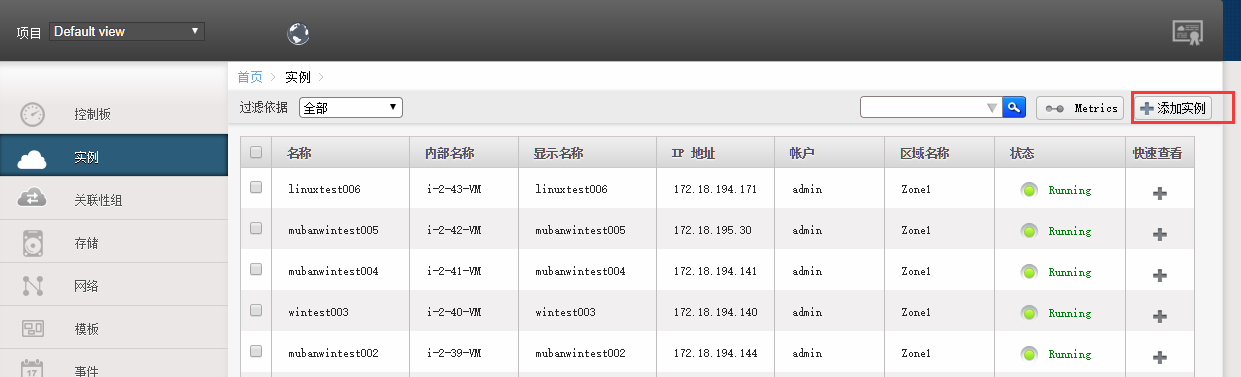 项目 Default view
首页 实例
过滤依据 全部 Metrics 添加实例
控制板
实例
关联性组
存储
网络
模板
17 事件
名称 内部名称 显示名称 IP 地址 帐户 区域名称 状态 快速查看
linuxtest006 i-2-43-VM linuxtest006 172.18.194.171 admin Zone1 Running
mubanwintest005 i-2-42-VM mubanwintest005 172.18.195.30 admin Zone1 Running
mubanwintest004 i-2-41-VM mubanwintest004 172.18.194.141 admin Zone1 Running
wintest003 i-2-40-VM wintest003 172.18.194.140 admin Zone1 Running
mubanwintest002 i-2-39-VM mubanwintest002 172.18.194.144 admin Zone1 Running